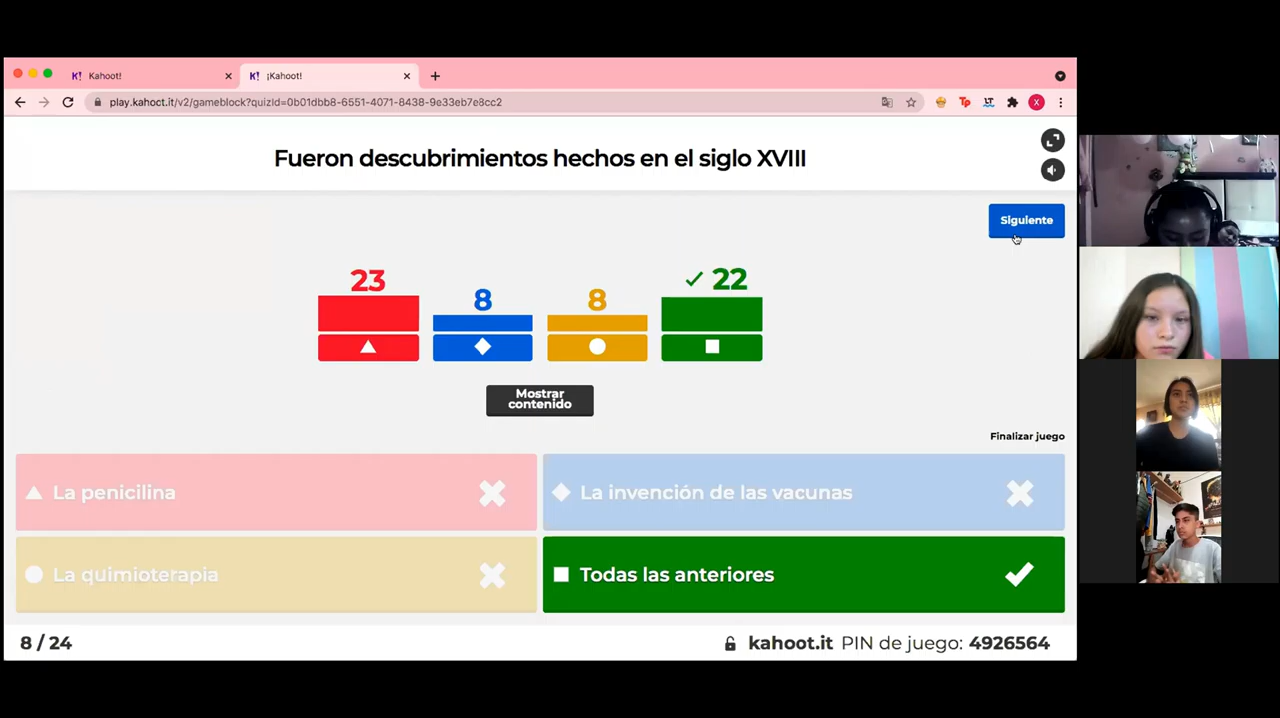 Kahoot!
¡Kahoot!
play.kahoot.it/v2/gameblock?quizId=0b01dbb8-6551-4071-8438-9e33eb7e8cc2
Fueron descubrimientos hechos en el siglo XVIII
Siguiente
23
8
8
22
Mostrar
contenido
Finalizar juego
La penicilina
La invención de las vacunas
La quimioterapia
Todas las anteriores
8 / 24
kahoot.it PIN de juego: 4926564